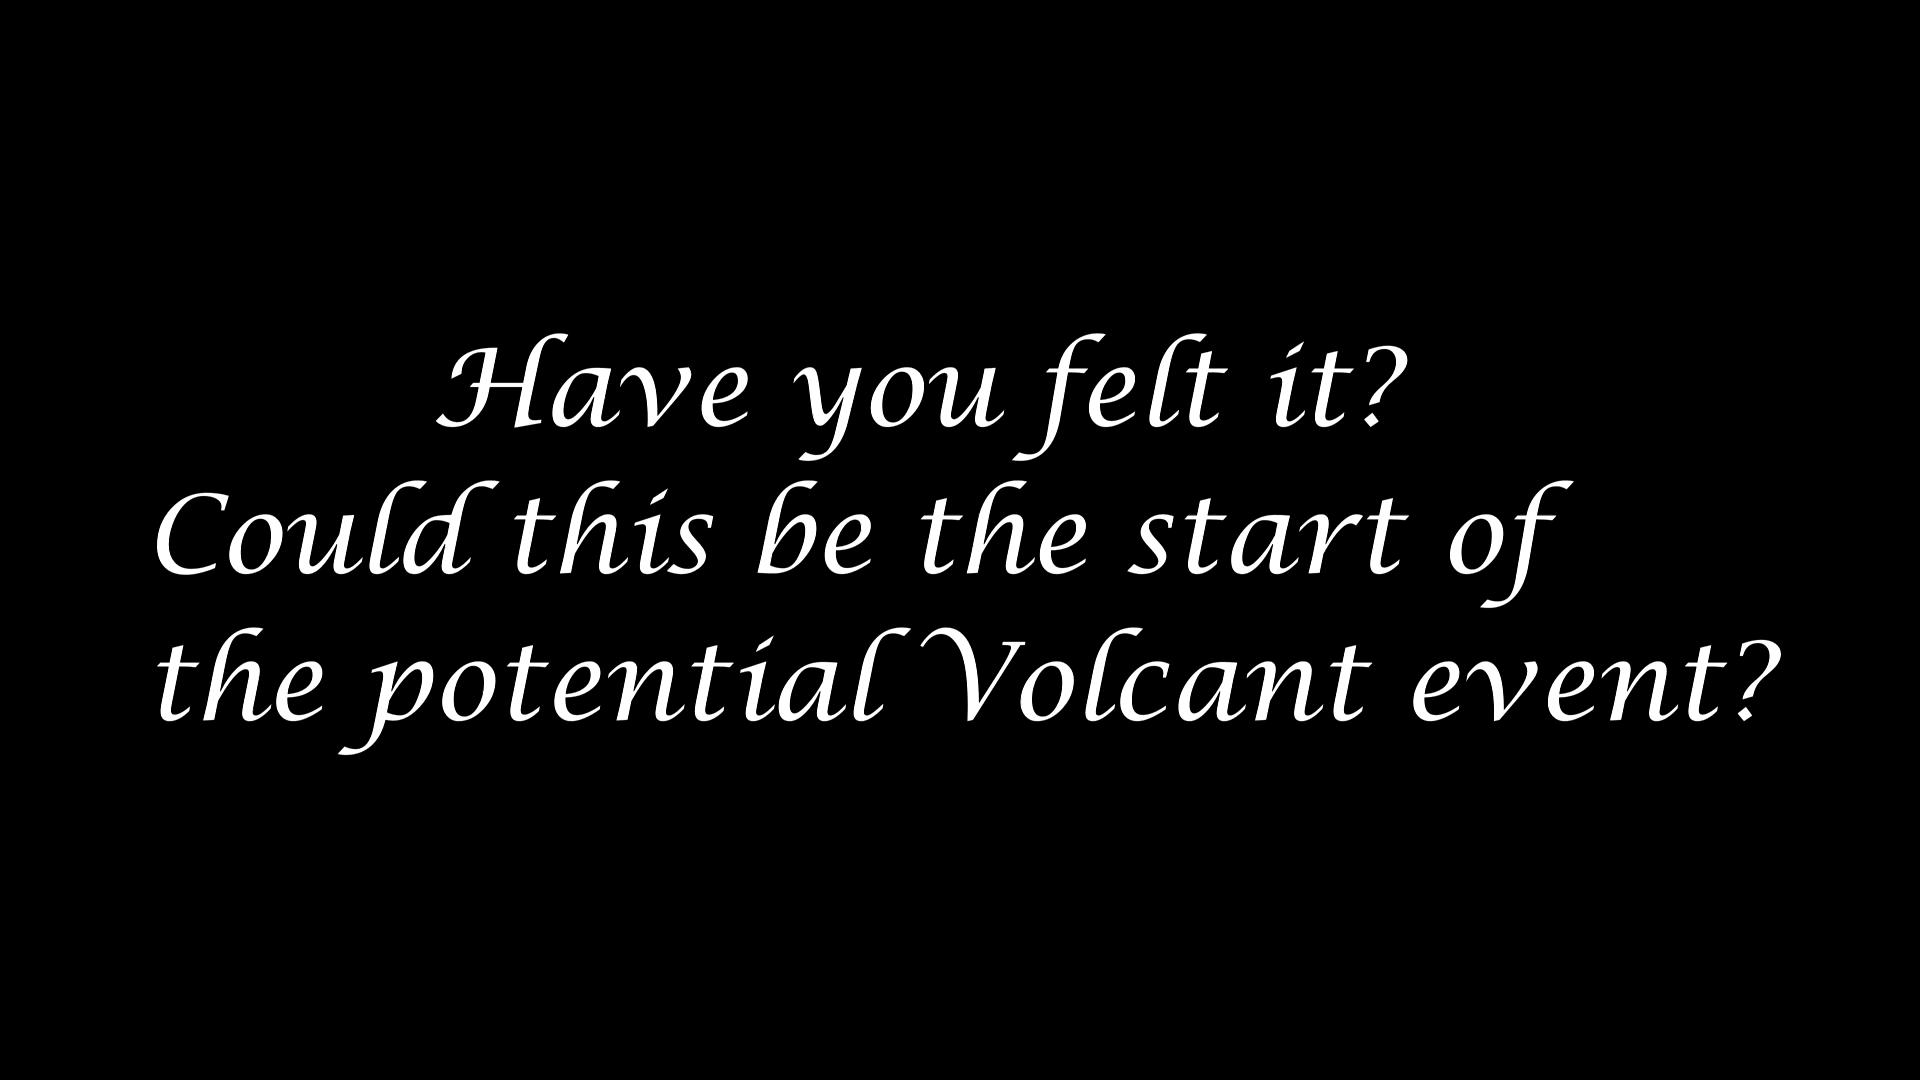 Have you felt it?
Could this be the start of
the potential Volcant event?